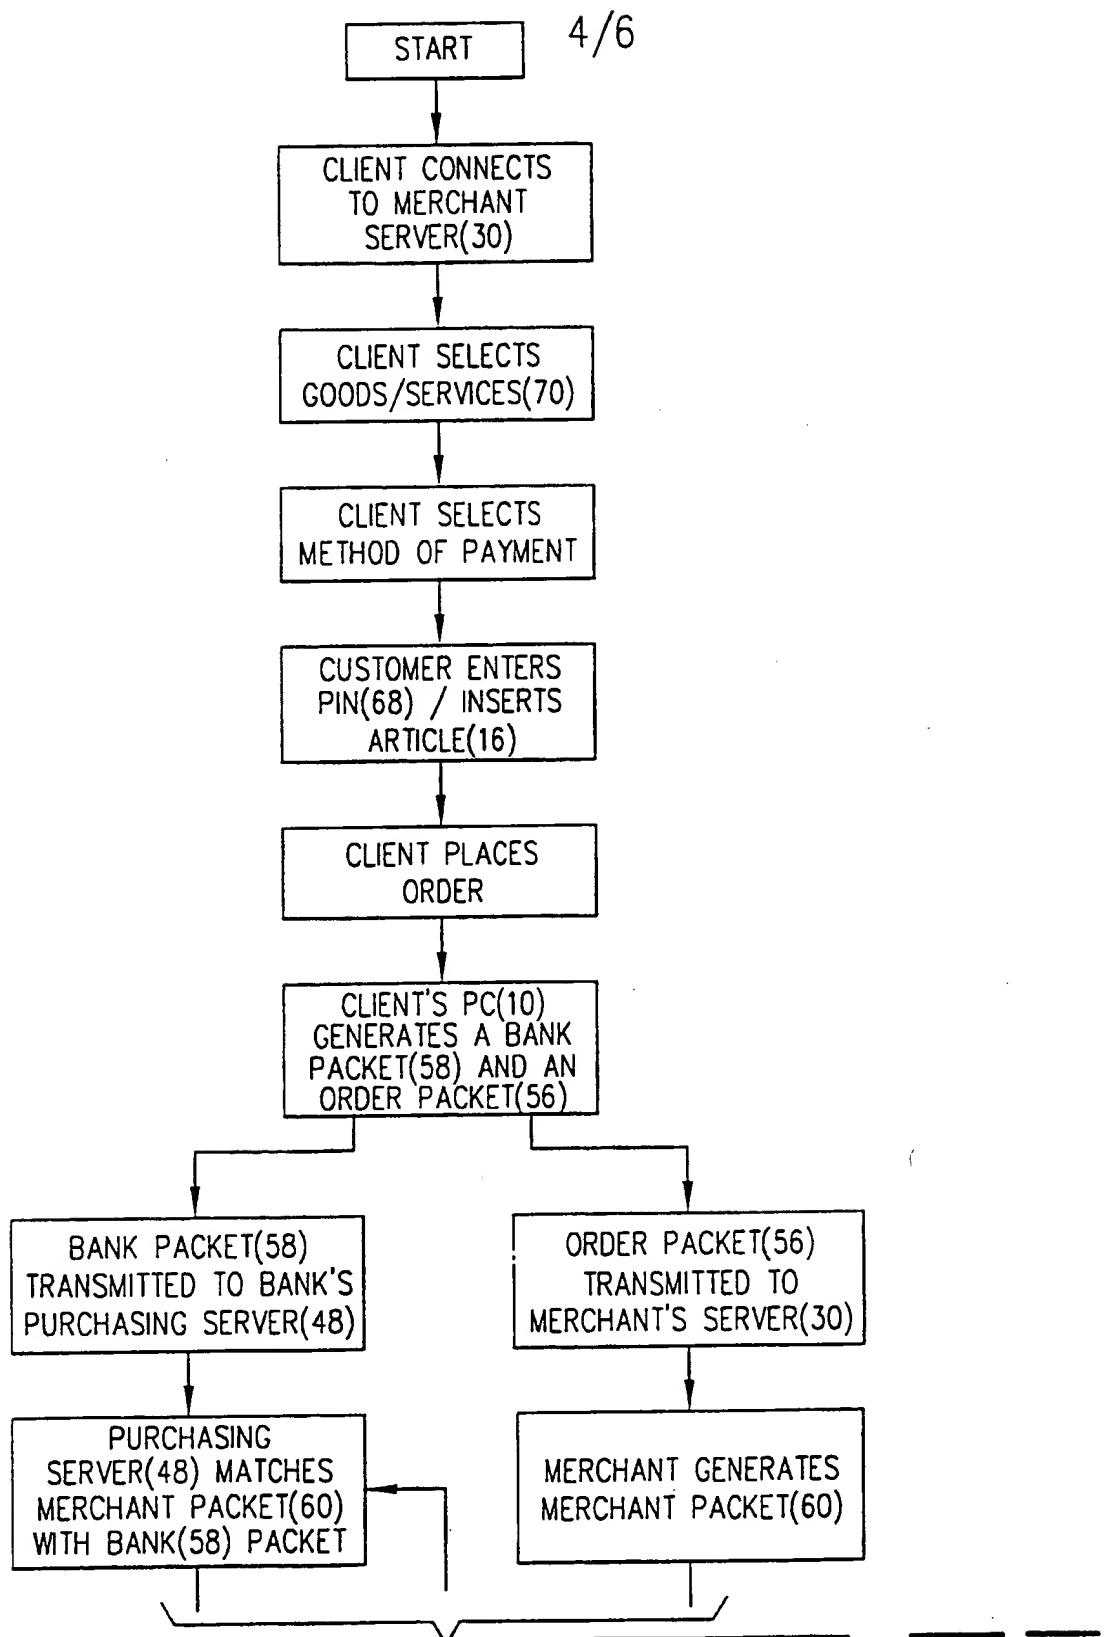 START
4/6
CLIENT CONNECTS
TO MERCHANT
SERVER(30)
CLIENT SELECTS
GOODS/SERVICES(70)
CLIENT SELECTS
METHOD OF PAYMENT
CUSTOMER ENTERS
PIN(68) / INSERTS
ARTICLE(16)
CLIENT PLACES
ORDER
CLIENT'S PC(10)
GENERATES A BANK
PACKET(58) AND AN
ORDER PACKET(56)
BANK PACKET(58)
TRANSMITTED TO BANK'S
PURCHASING SERVER(48)
ORDER PACKET(56)
TRANSMITTED TO
MERCHANT'S SERVER(30)
PURCHASING
SERVER(48) MATCHES
MERCHANT PACKET(60)
WITH BANK(58) PACKET
MERCHANT GENERATES
MERCHANT PACKET(60)